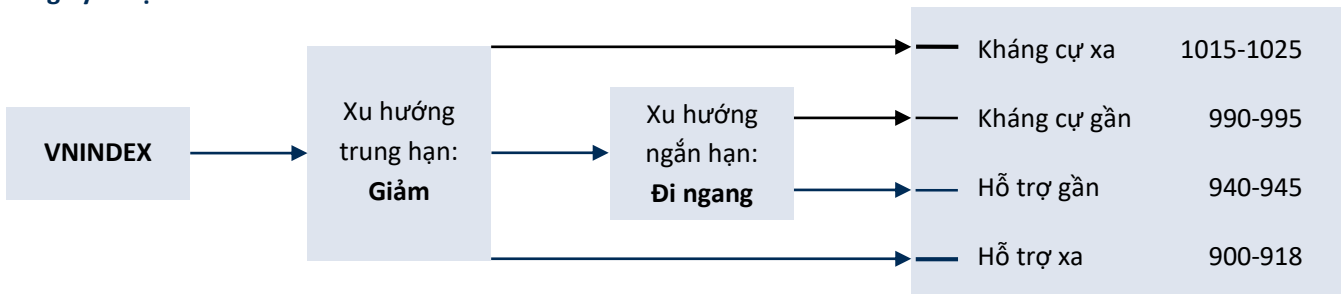 VNINDEX
Xu hướng
trung hạn:
Giảm
Xu hướng
ngắn hạn:
Đi ngang
Kháng cự xa 1015-1025
Kháng cự gần 990-995
Hỗ trợ gần 940-945
Hỗ trợ xa 900-918